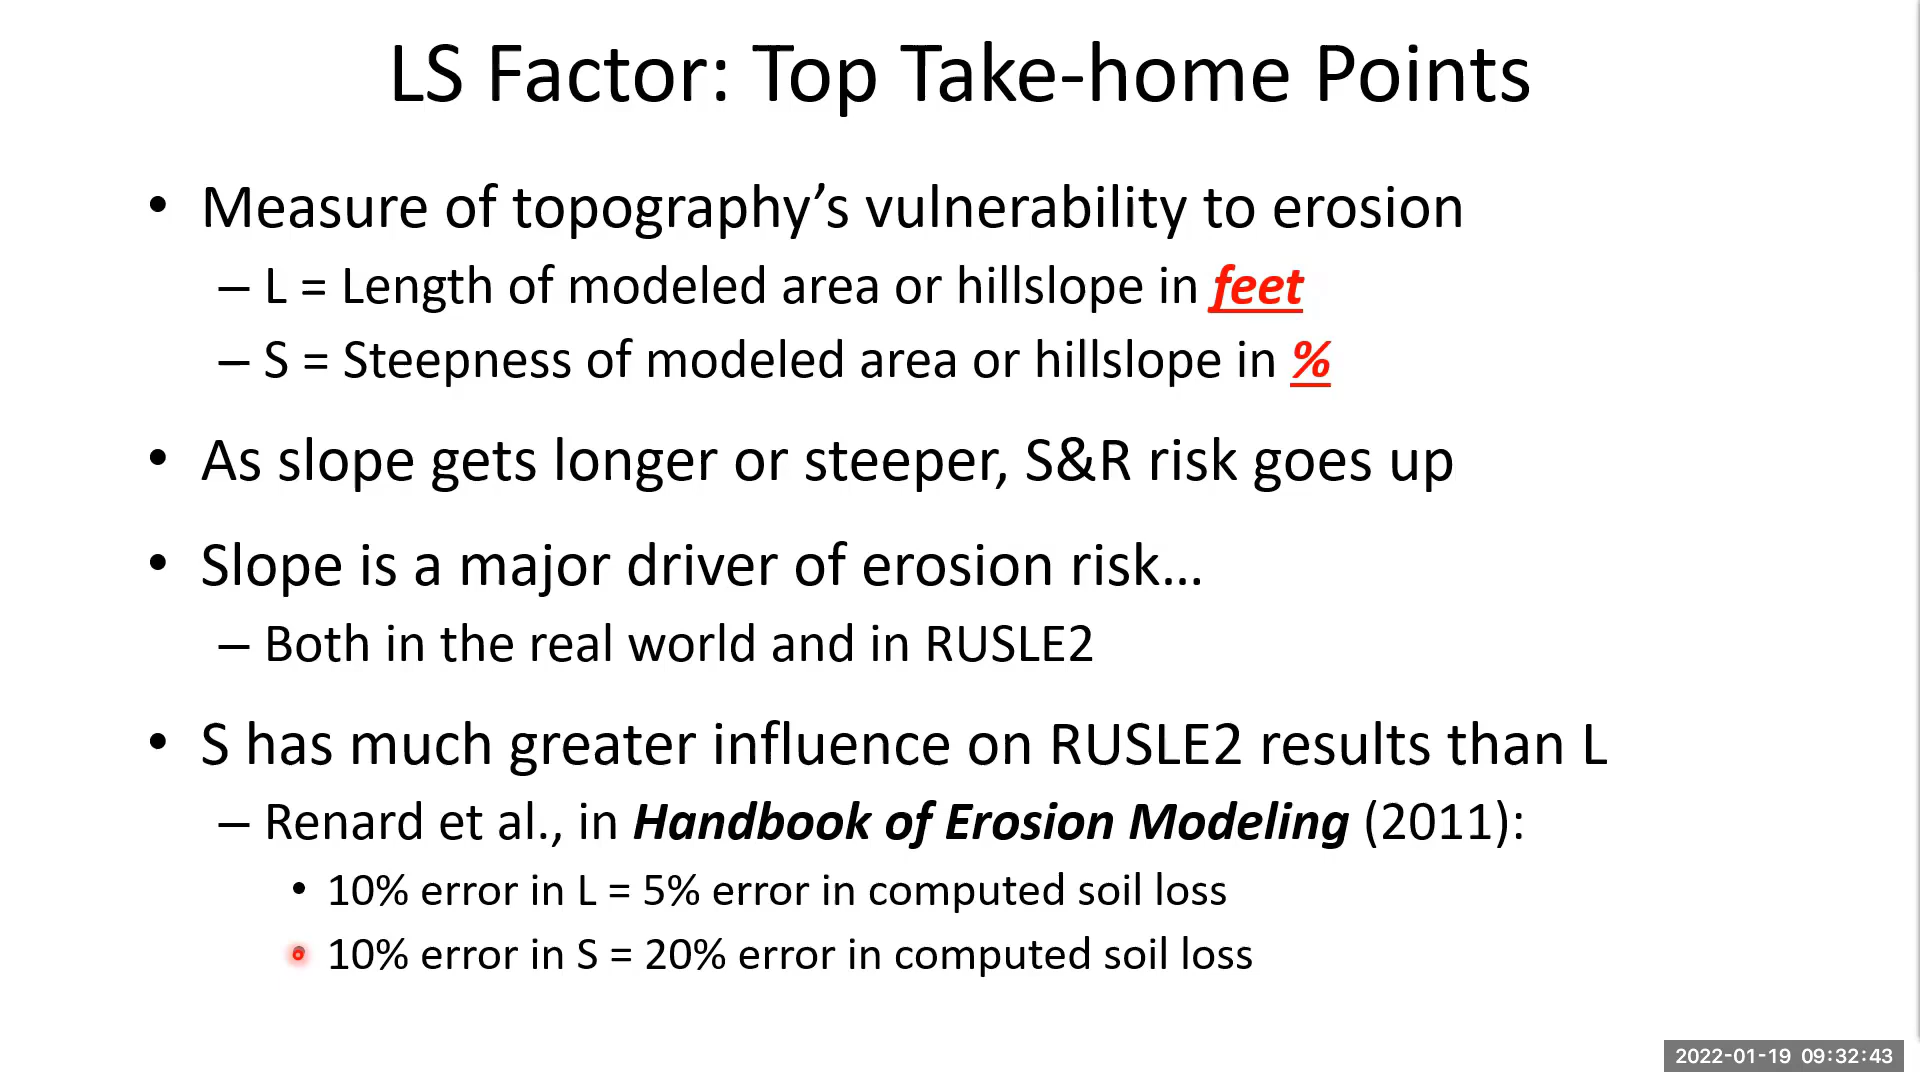 LS Factor: Top Take-home Points
• Measure of topography’s vulnerability to erosion
– L = Length of modeled area or hillslope in feet
– S = Steepness of modeled area or hillslope in %
• As slope gets longer or steeper, S&R risk goes up
• Slope is a major driver of erosion risk…
– Both in the real world and in RUSLE2
• S has much greater influence on RUSLE2 results than L
– Renard et al., in Handbook of Erosion Modeling (2011):
• 10% error in L = 5% error in computed soil loss
• 10% error in S = 20% error in computed soil loss
2022-01-19 09:32:43